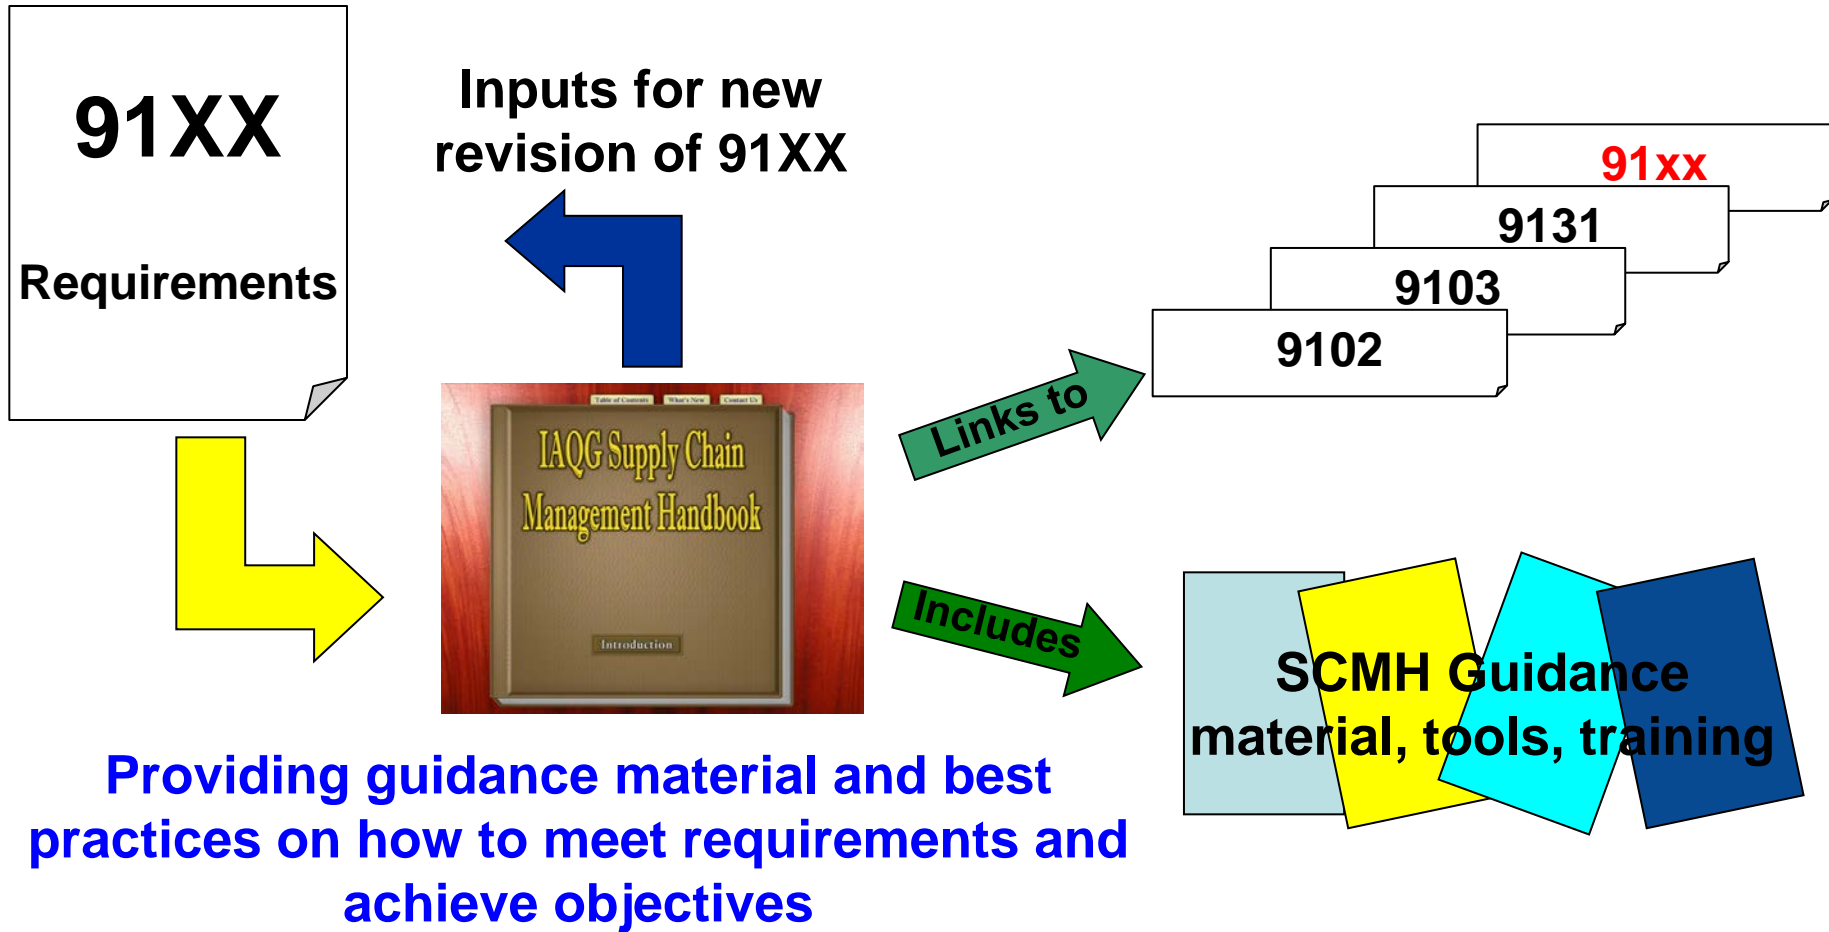 91XX
Requirements
Inputs for new
revision of 91XX
91xx
9131
9103
9102
Links to
Table of Contents
What's New
Contact Us
IAQG Supply Chain
Management Handbook
Introduction
Includes
SCMH Guidance
material, tools, training
Providing guidance material and best
practices on how to meet requirements and
achieve objectives